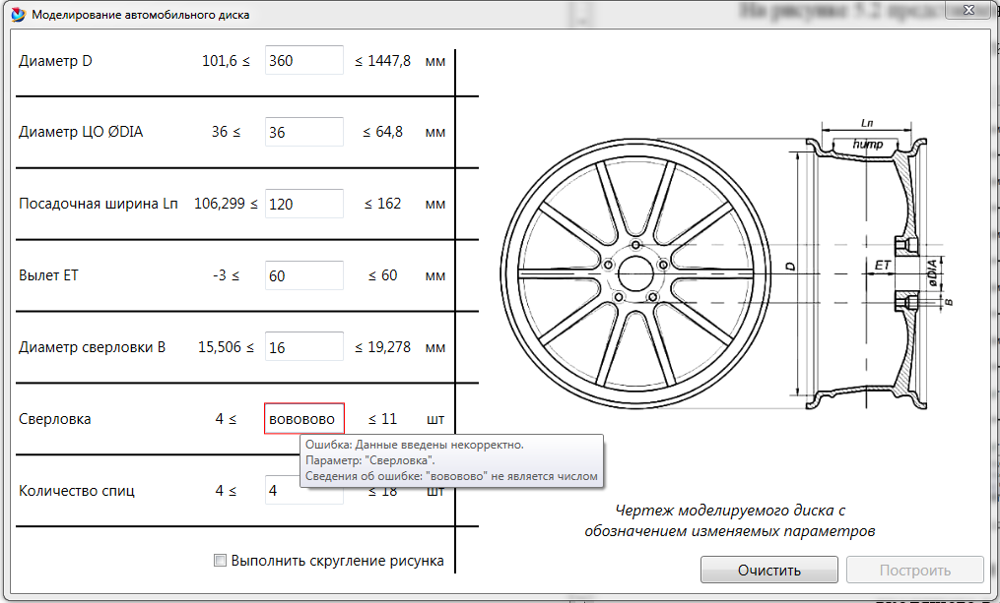 Моделирование автомобильного диска
На рисунке 5.2 представлен
Диаметр D 101,6 ≤ 360 ≤ 1447,8 мм
Диаметр ЦО ØDIA 36 ≤ 36 ≤ 64,8 мм
Посадочная ширина Lп 106,299 ≤ 120 ≤ 162 мм
Вылет ET -3 ≤ 60 ≤ 60 мм
Диаметр сверловки B 15,506 ≤ 16 ≤ 19,278 мм
Сверловка 4 ≤ вовововo ≤ 11 шт
Ошибка: Данные введены некорректно.
Параметр: "Сверловка".
Сведения об ошибке: "вовововo" не является числом
Количество спиц 4 ≤ 4 ≤ 18 шт
Выполнить скругление рисунка
Lп
hump
D
ET
øDIA
B
Чертеж моделируемого диска с
обозначением изменяемых параметров
Очистить Построить